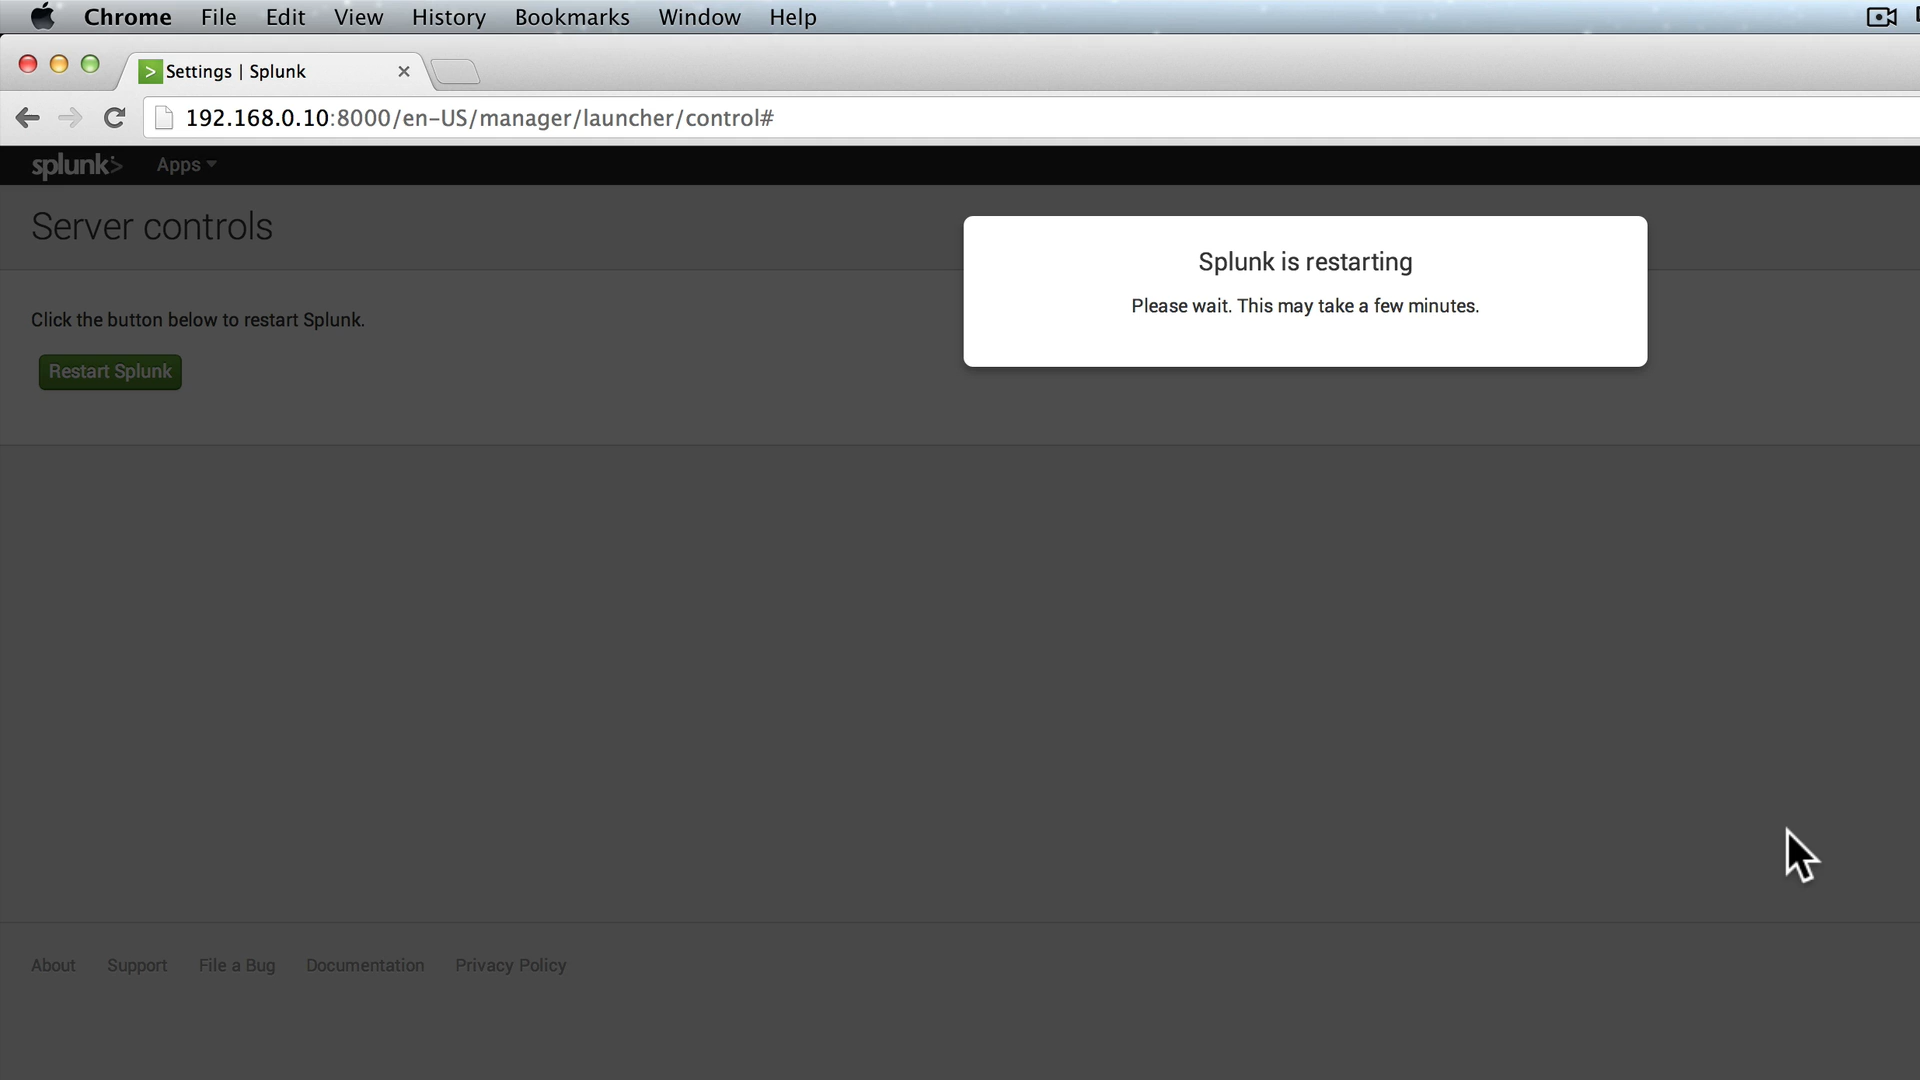 Chrome File Edit View History Bookmarks Window Help
> Settings | Splunk
192.168.0.10:8000/en-US/manager/launcher/control#
splunk> Apps
Server controls
Splunk is restarting
Please wait. This may take a few minutes.
Click the button below to restart Splunk.
Restart Splunk
About Support File a Bug Documentation Privacy Policy